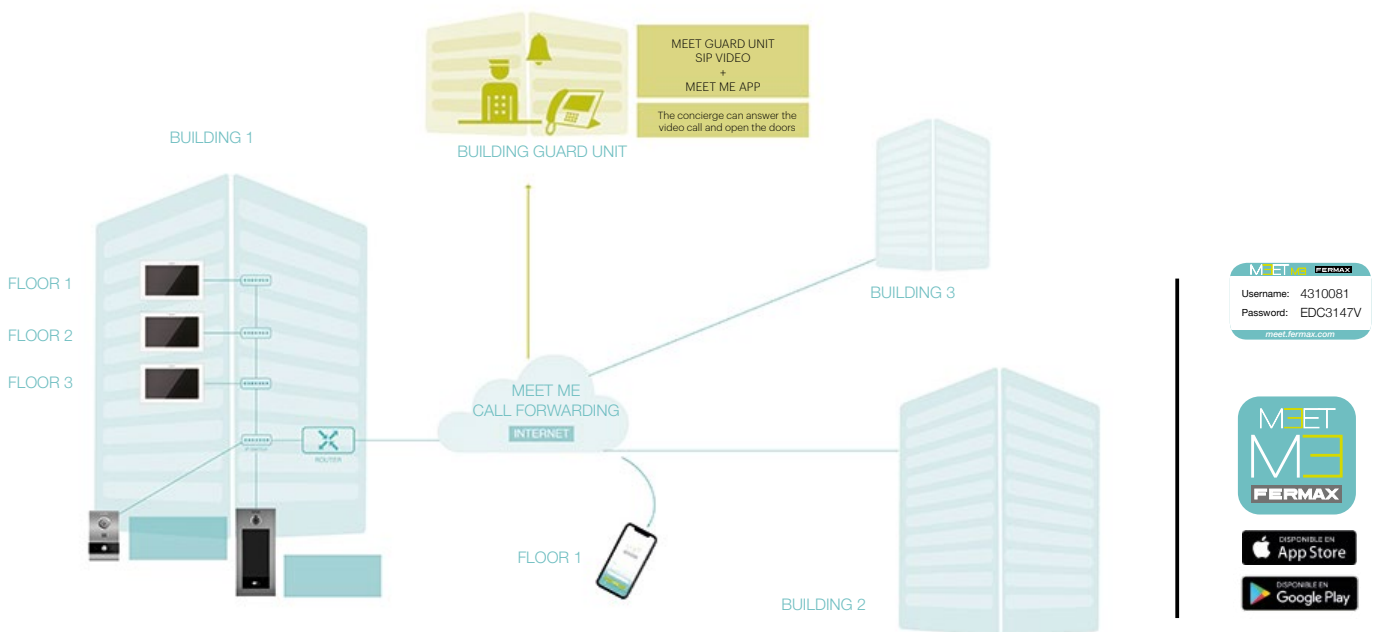 MEET GUARD UNIT
SIP VIDEO
+
MEET ME APP
The concierge can answer the
video call and open the doors
BUILDING GUARD UNIT
BUILDING 1
FLOOR 1
FLOOR 2
FLOOR 3
ROUTER
MEET ME
CALL FORWARDING
INTERNET
BUILDING 3
FLOOR 1
BUILDING 2
MEET ME FERMAX
Username: 4310081
Password: EDC3147V
meet.fermax.com
MEET
ME
FERMAX
DISPONIBLE EN
App Store
DISPONIBLE EN
Google Play